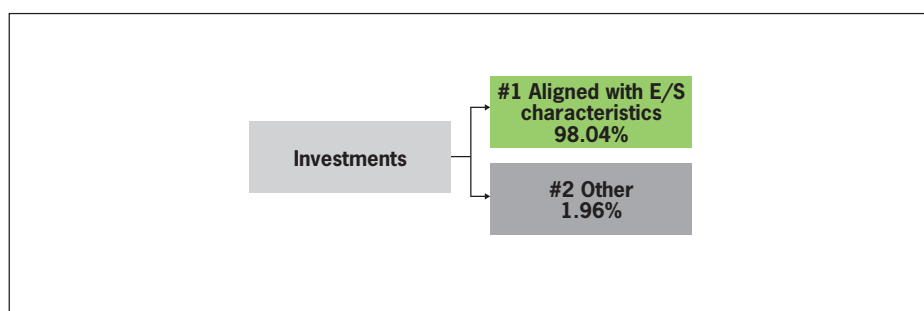 Investments
#1 Aligned with E/S
characteristics
98.04%
#2 Other
1.96%